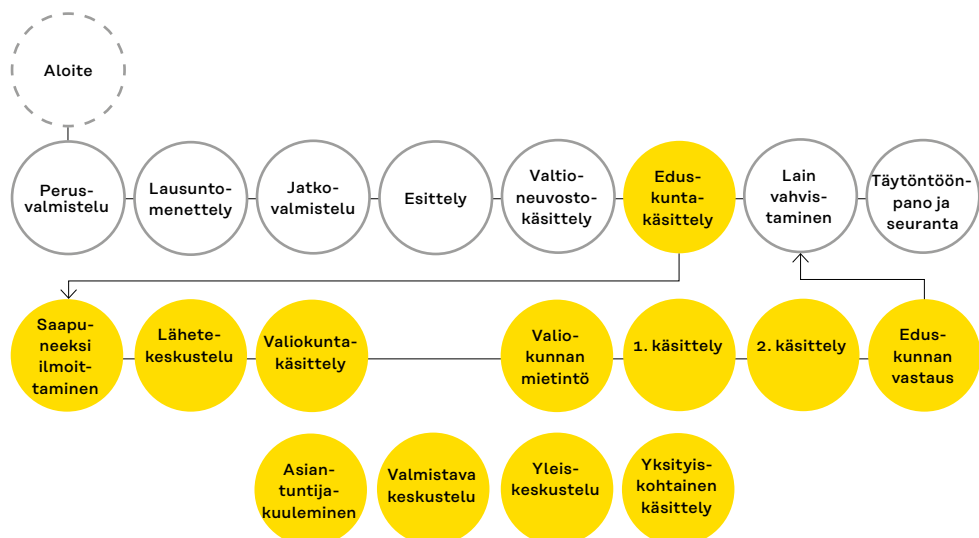 Aloite
Perus-
valmistelu
Lausunto-
menettely
Jatko-
valmistelu
Esittely
Valtio-
neuvosto-
käsittely
Edus-
kunta-
käsittely
Lain
vahvis-
taminen
Täytöntöön-
pano ja
seuranta
Saapu-
neeksi
ilmoit-
taminen
Lähete-
keskustelu
Valiokunta-
käsittely
Valio-
kunnan
mietintö
1. käsittely
2. käsittely
Edus-
kunnan
vastaus
Asian-
tuntija-
kuuleminen
Valmistava
keskustelu
Yleis-
keskustelu
Yksityis-
kohtainen
käsittely